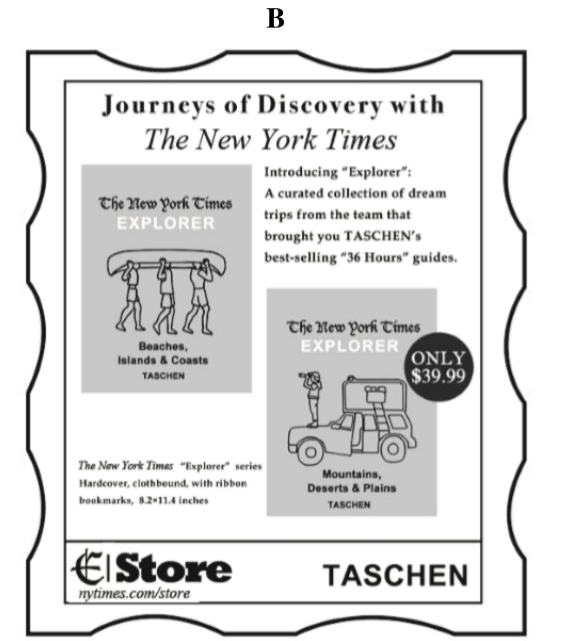 B
Journeys of Discovery with
The New York Times
Introducing "Explorer":
A curated collection of dream
trips from the team that
brought you TASCHEN's
best-selling "36 Hours" guides.
The New York Times
EXPLORER
Beaches,
Islands & Coasts
TASCHEN
The New York Times
EXPLORER
ONLY
$39.99
Mountains,
Deserts & Plains
TASCHEN
The New York Times "Explorer" series
Hardcover, clothbound, with ribbon
bookmarks, 8.2×11.4 inches
Store
nytimes.com/store
TASCHEN